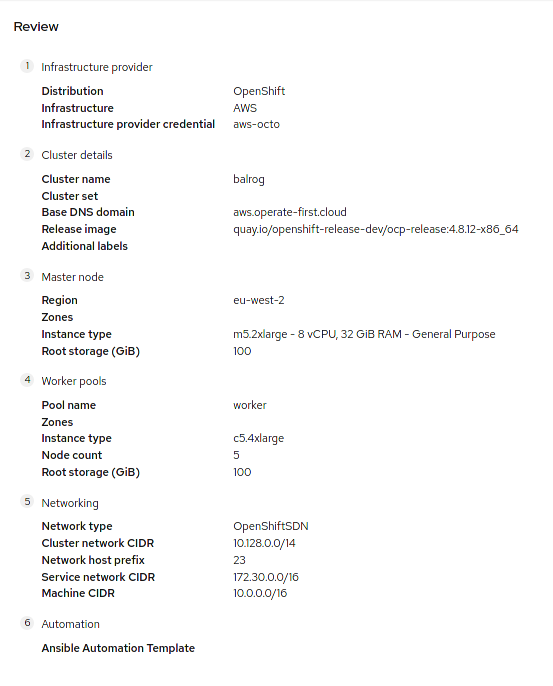 Review
1 Infrastructure provider
Distribution OpenShift
Infrastructure AWS
Infrastructure provider credential aws-octo
2 Cluster details
Cluster name balrog
Cluster set
Base DNS domain aws.operate-first.cloud
Release image quay.io/openshift-release-dev/ocp-release:4.8.12-x86_64
Additional labels
3 Master node
Region eu-west-2
Zones
Instance type m5.2xlarge - 8 vCPU, 32 GiB RAM - General Purpose
Root storage (GiB) 100
4 Worker pools
Pool name worker
Zones
Instance type c5.4xlarge
Node count 5
Root storage (GiB) 100
5 Networking
Network type OpenShiftSDN
Cluster network CIDR 10.128.0.0/14
Network host prefix 23
Service network CIDR 172.30.0.0/16
Machine CIDR 10.0.0.0/16
6 Automation
Ansible Automation Template